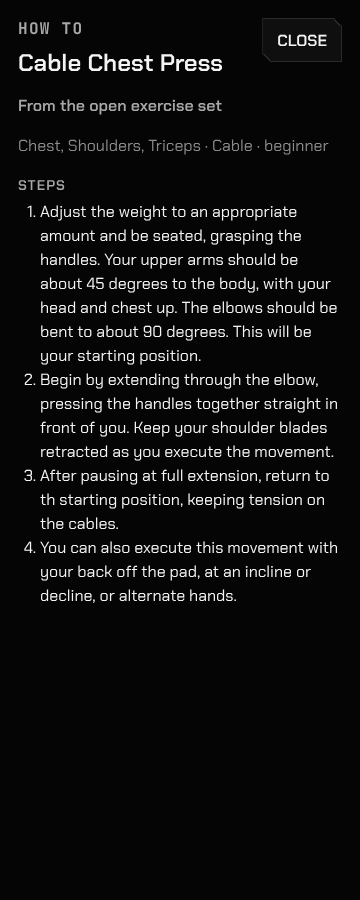 HOW TO
CLOSE
Cable Chest Press
From the open exercise set
Chest, Shoulders, Triceps · Cable · beginner
STEPS
1. Adjust the weight to an appropriate
amount and be seated, grasping the
handles. Your upper arms should be
about 45 degrees to the body, with your
head and chest up. The elbows should be
bent to about 90 degrees. This will be
your starting position.
2. Begin by extending through the elbow,
pressing the handles together straight in
front of you. Keep your shoulder blades
retracted as you execute the movement.
3. After pausing at full extension, return to
th starting position, keeping tension on
the cables.
4. You can also execute this movement with
your back off the pad, at an incline or
decline, or alternate hands.